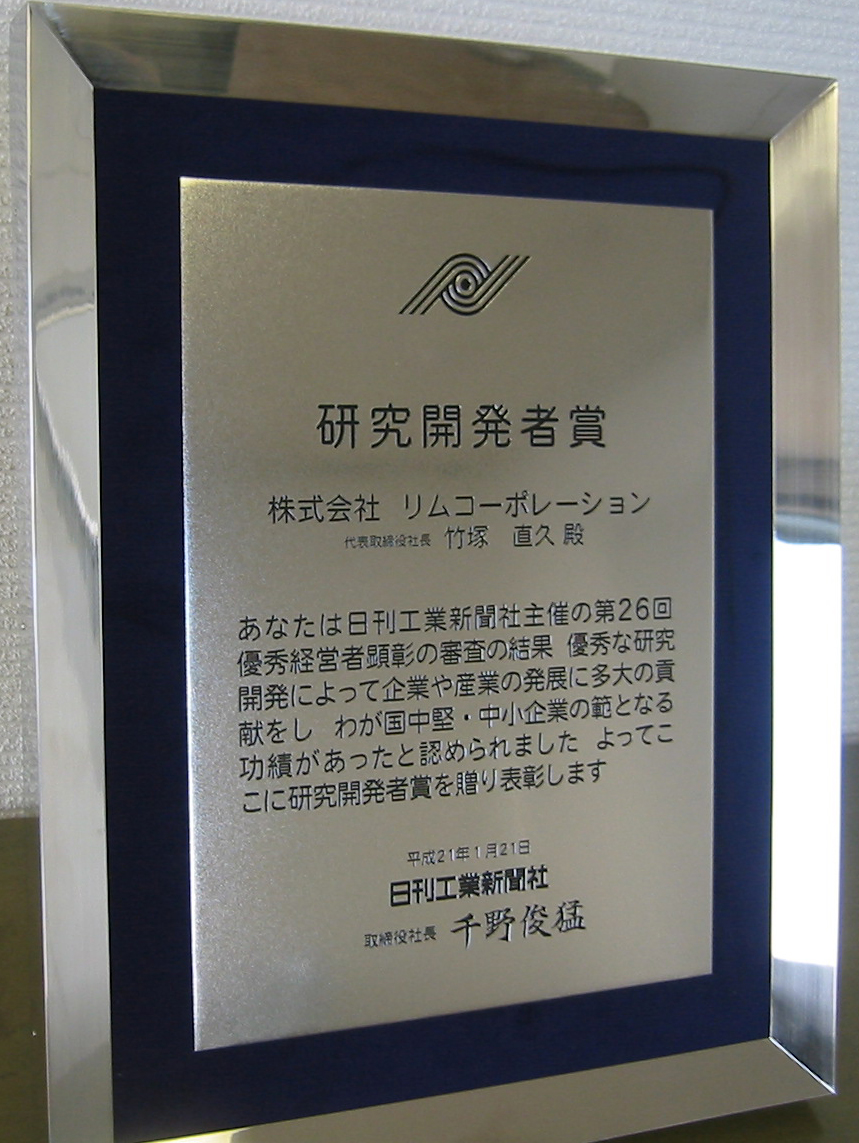 研究開発者賞
株式会社　リムコーポレーション
代表取締役社長　竹塚　直久 殿
あなたは日刊工業新聞社主催の第26回
優秀経営者顕彰の審査の結果　優秀な研究
開発によって企業や産業の発展に多大の貢
献をし　わが国中堅・中小企業の範となる
功績があったと認められました　よってこ
こに研究開発者賞を贈り表彰します
平成21年1月21日
日刊工業新聞社
取締役社長　千野俊猛